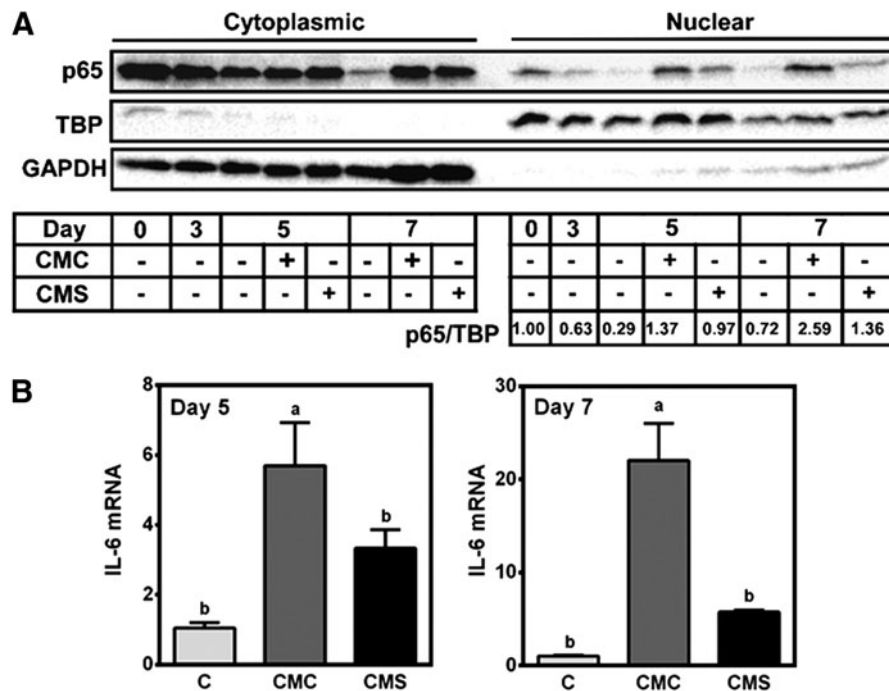 A
Cytoplasmic Nuclear
p65
TBP
GAPDH
Day 0 3 5 7 0 3 5 7
CMC - - - + - - + - - - - + - - + -
CMS - - - - + - - + - - - - + - - +
p65/TBP 1.00 0.63 0.29 1.37 0.97 0.72 2.59 1.36
B
Day 5
IL-6 mRNA
8
6
4
2
0
a
b
b
C CMC CMS
Day 7
IL-6 mRNA
30
20
10
0
a
b
b
C CMC CMS